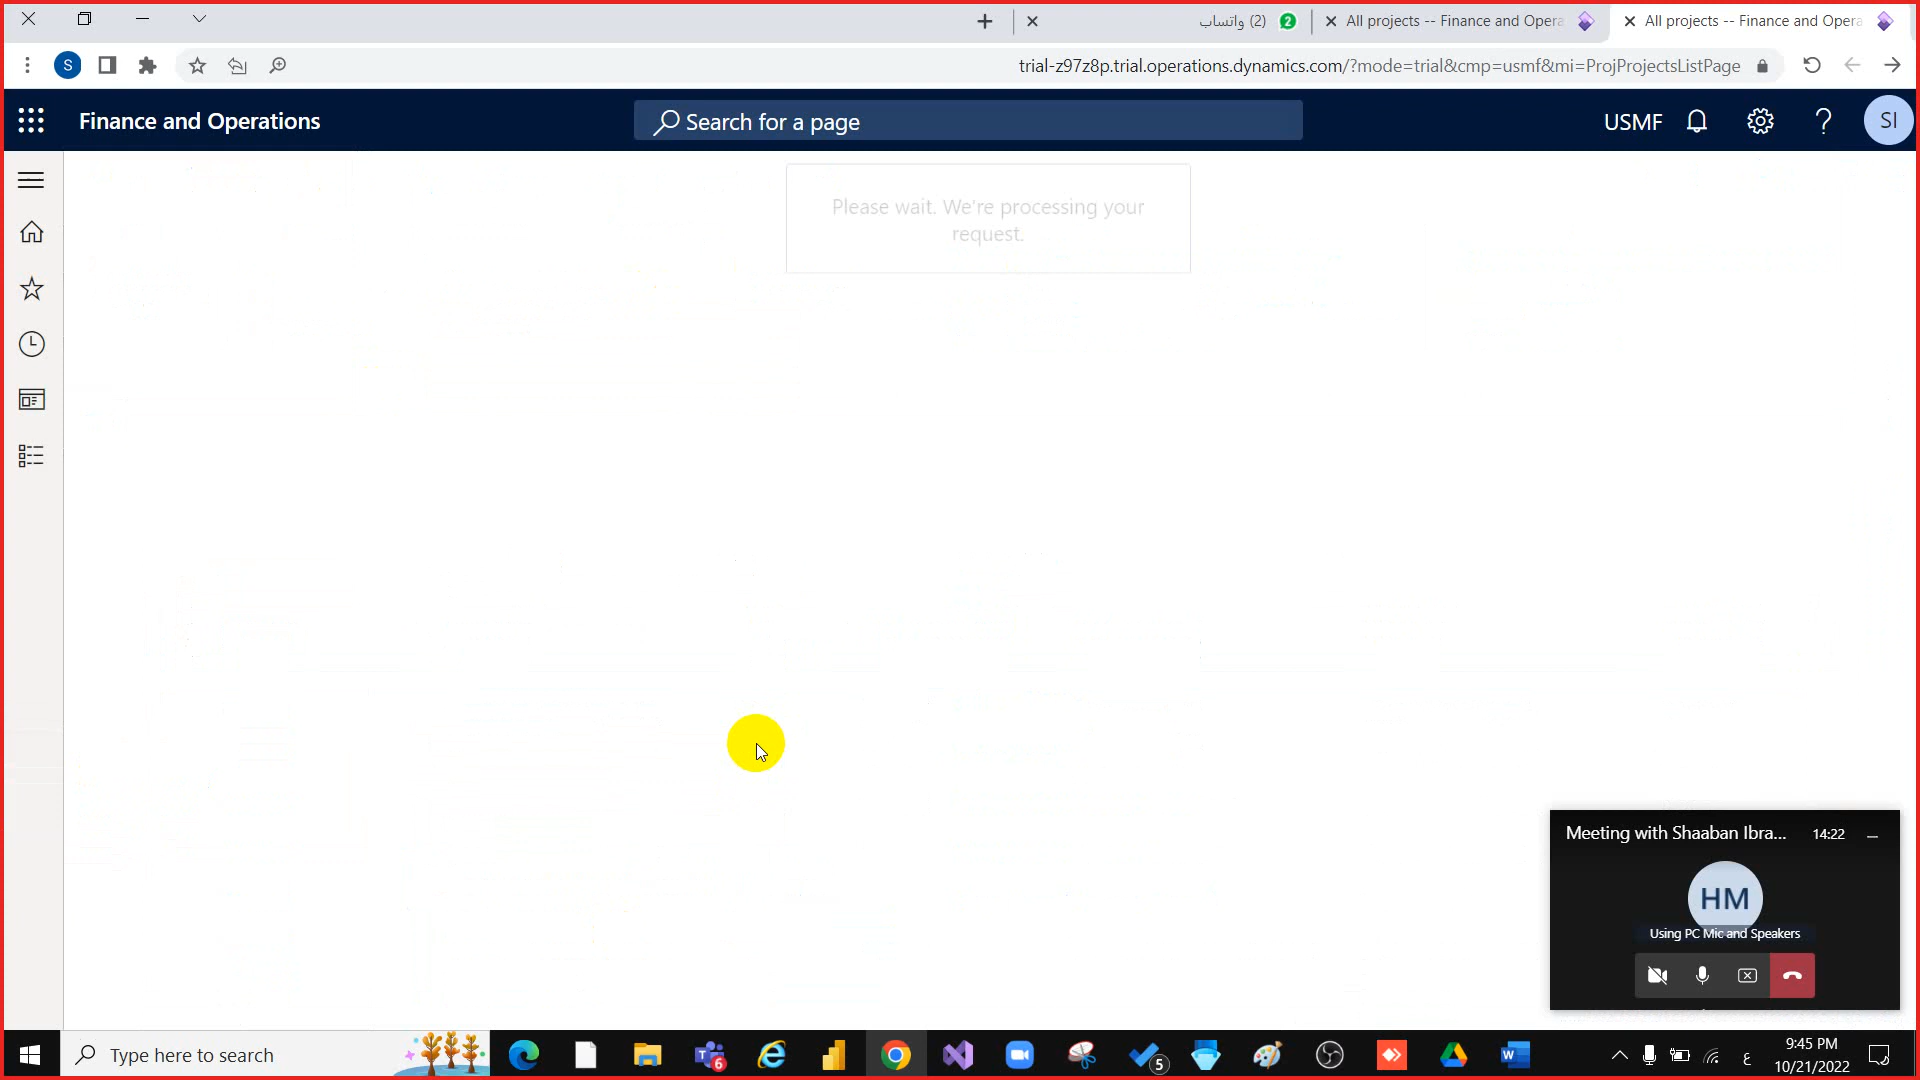 واتساب (2)
2
All projects -- Finance and Opera
All projects -- Finance and Opera
S
trial-z97z8p.trial.operations.dynamics.com/?mode=trial&cmp=usmf&mi=ProjProjectsListPage
Finance and Operations
Search for a page
USMF
SI
Please wait. We're processing your
request.
Meeting with Shaaban Ibra...
14:22
HM
Using PC Mic and Speakers
Type here to search
6
5
ع
9:45 PM
10/21/2022